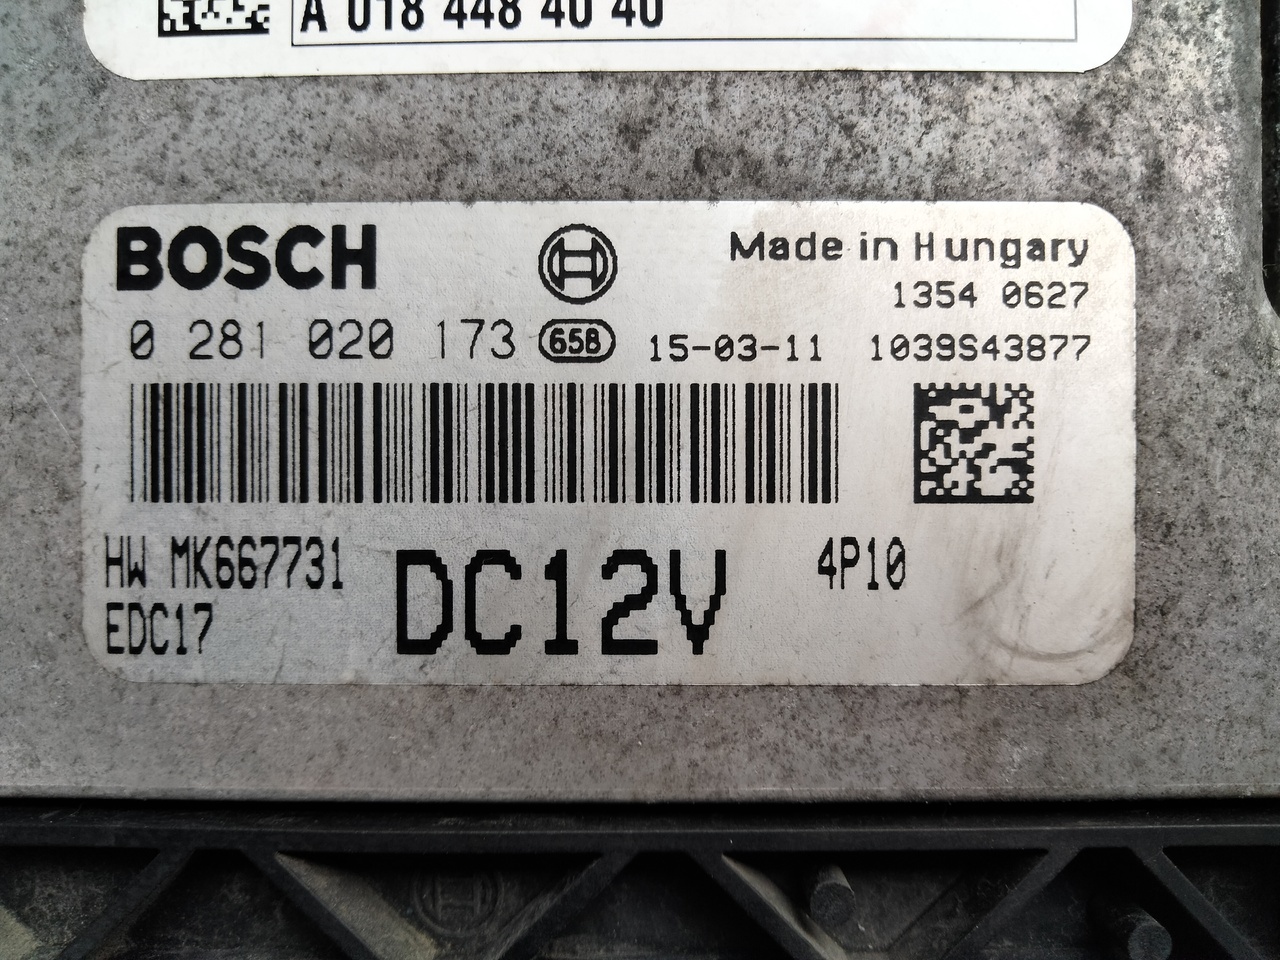 A 018 448 40 40
BOSCH
Made in Hungary
1354 0627
0 281 020 173 658 15-03-11 1039S43877
HW MK667731
DC12V
4P10
EDC17